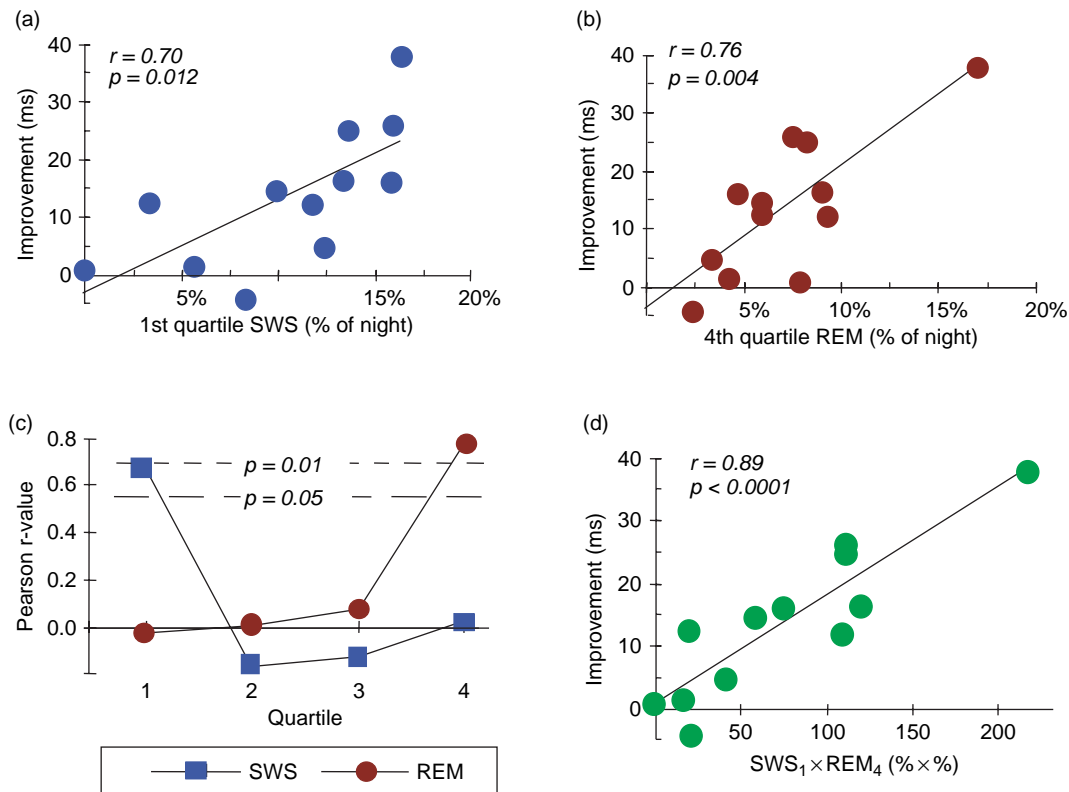 (a)
r = 0.70
p = 0.012
Improvement (ms)
40
30
20
10
0
5%
15%
20%
1st quartile SWS (% of night)
(b)
r = 0.76
p = 0.004
Improvement (ms)
40
30
20
10
0
5%
10%
15%
20%
4th quartile REM (% of night)
(c)
Pearson r-value
0.8
0.6
0.4
0.2
0.0
p = 0.01
p = 0.05
1
2
3
4
Quartile
SWS
REM
(d)
r = 0.89
p < 0.0001
Improvement (ms)
40
30
20
10
0
50
100
150
200
SWS₁×REM₄ (%×%)